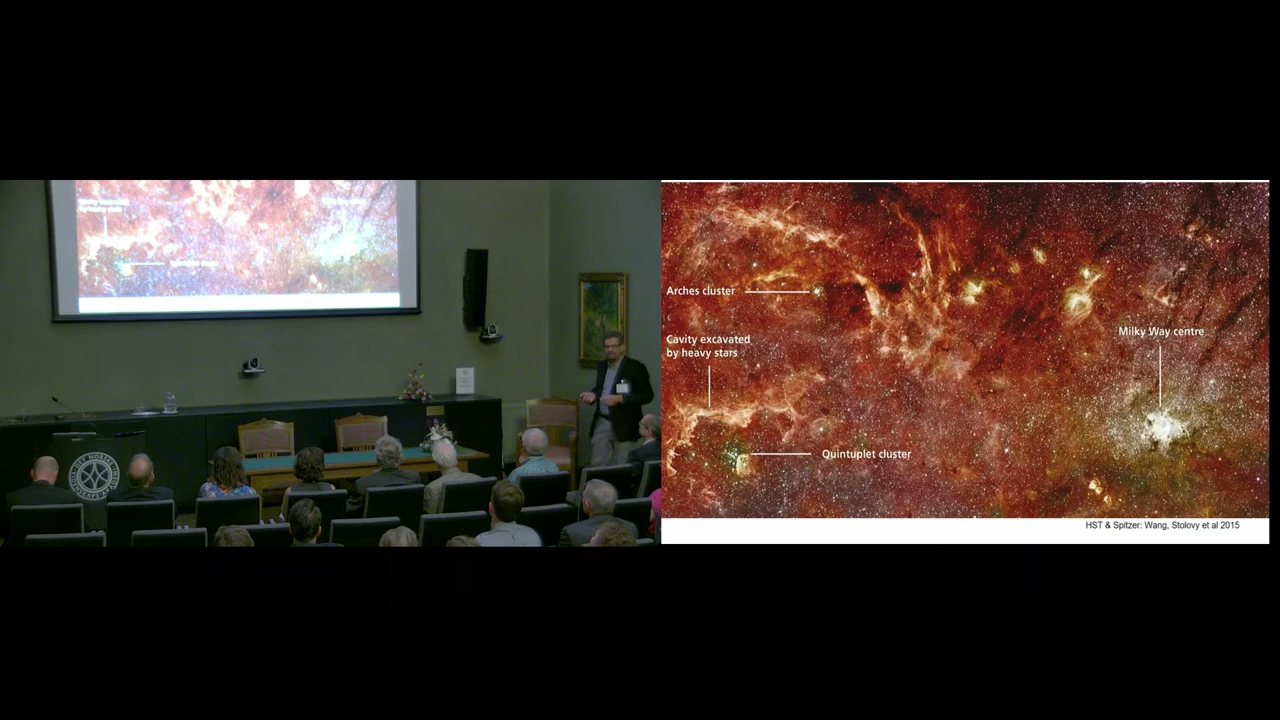 Arches cluster
Cavity excavated
by heavy stars
Milky Way centre
Quintuplet cluster
HST & Spitzer: Wang, Stolovy et al 2015